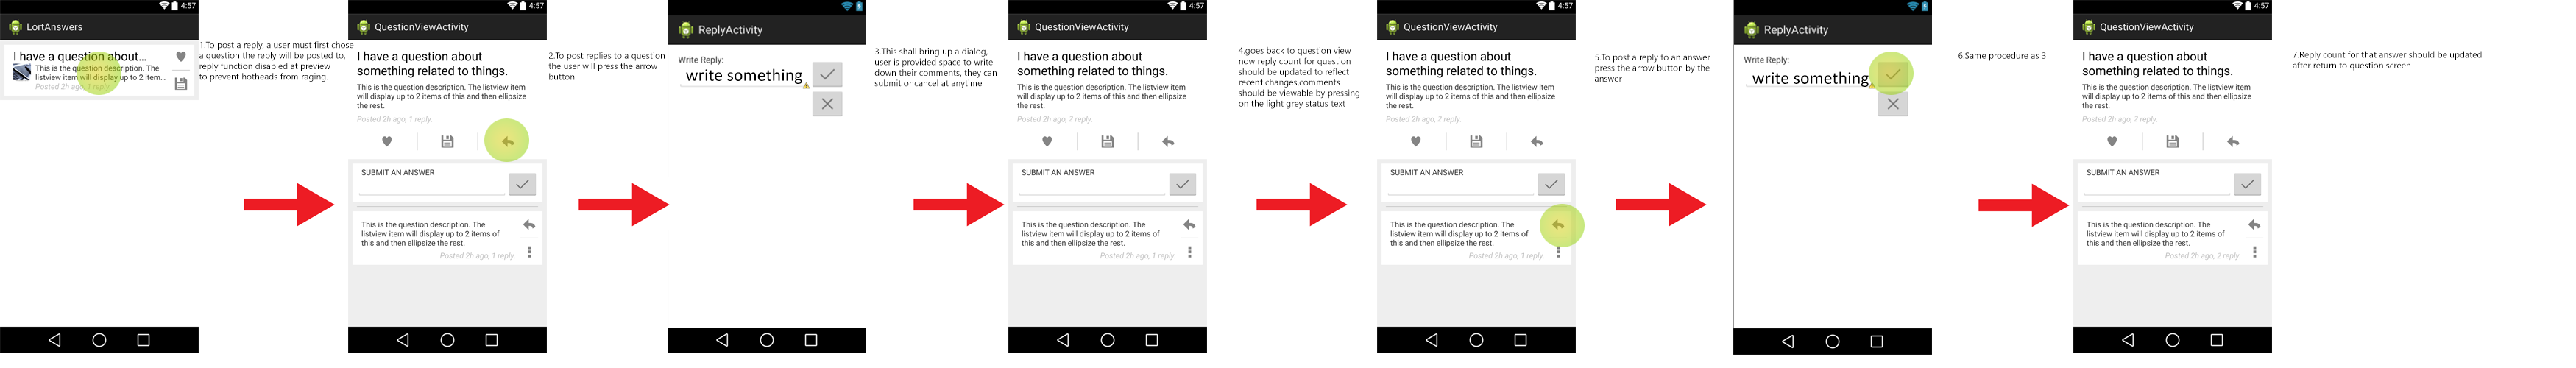 4:57
LortAnswers
I have a question about...
This is the question description. The
listview item will display up to 2 item...
Posted 2h ago, 1 reply.
1.To post a reply, a user must first chose
a question the reply will be posted to,
reply function disabled at preview
to prevent hotheads from raging.
4:57
QuestionViewActivity
I have a question about
something related to things.
This is the question description. The listview item
will display up to 2 items of this and then ellipsize
the rest.
Posted 2h ago, 1 reply.
SUBMIT AN ANSWER
This is the question description. The
listview item will display up to 2 items of
this and then ellipsize the rest.
Posted 2h ago, 1 reply.
2.To post replies to a question
the user will press the arrow
button
4:57
ReplyActivity
Write Reply:
write something
3.This shall bring up a dialog,
user is provided space to write
down their comments, they can
submit or cancel at anytime
4:57
QuestionViewActivity
I have a question about
something related to things.
This is the question description. The listview item
will display up to 2 items of this and then ellipsize
the rest.
Posted 2h ago, 2 reply.
SUBMIT AN ANSWER
This is the question description. The
listview item will display up to 2 items of
this and then ellipsize the rest.
Posted 2h ago, 1 reply.
4.goes back to question view
now reply count for question
should be updated to reflect
recent changes,comments
should be viewable by pressing
on the light grey status text
4:57
QuestionViewActivity
I have a question about
something related to things.
This is the question description. The listview item
will display up to 2 items of this and then ellipsize
the rest.
Posted 2h ago, 2 reply.
SUBMIT AN ANSWER
This is the question description. The
listview item will display up to 2 items of
this and then ellipsize the rest.
Posted 2h ago, 1 reply.
5.To post a reply to an answer
press the arrow button by the
answer
4:57
ReplyActivity
Write Reply:
write something
6.Same procedure as 3
4:57
QuestionViewActivity
I have a question about
something related to things.
This is the question description. The listview item
will display up to 2 items of this and then ellipsize
the rest.
Posted 2h ago, 2 reply.
SUBMIT AN ANSWER
This is the question description. The
listview item will display up to 2 items of
this and then ellipsize the rest.
Posted 2h ago, 2 reply.
7.Reply count for that answer should be updated
after return to question screen